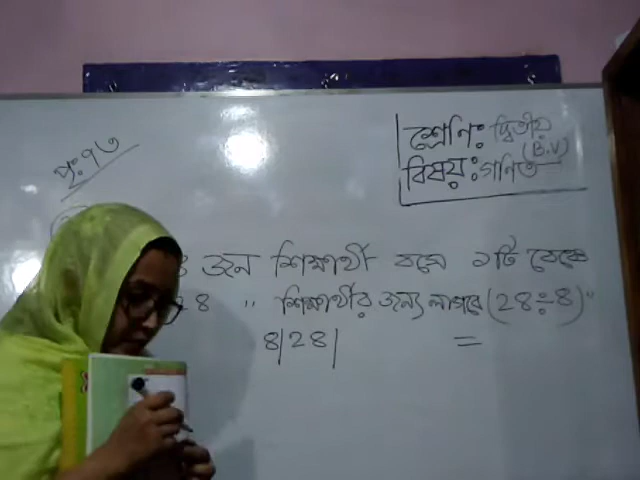 পৃ:৭৩
শ্রেণি: দ্বিতীয়
(B.V)
বিষয়: গণিত
৪ জন শিক্ষার্থী বসে ১টি বেঞ্চে
২৪ " শিক্ষার্থীর জন্য লাগবে (২৪÷৪) "
৪|২৪| =